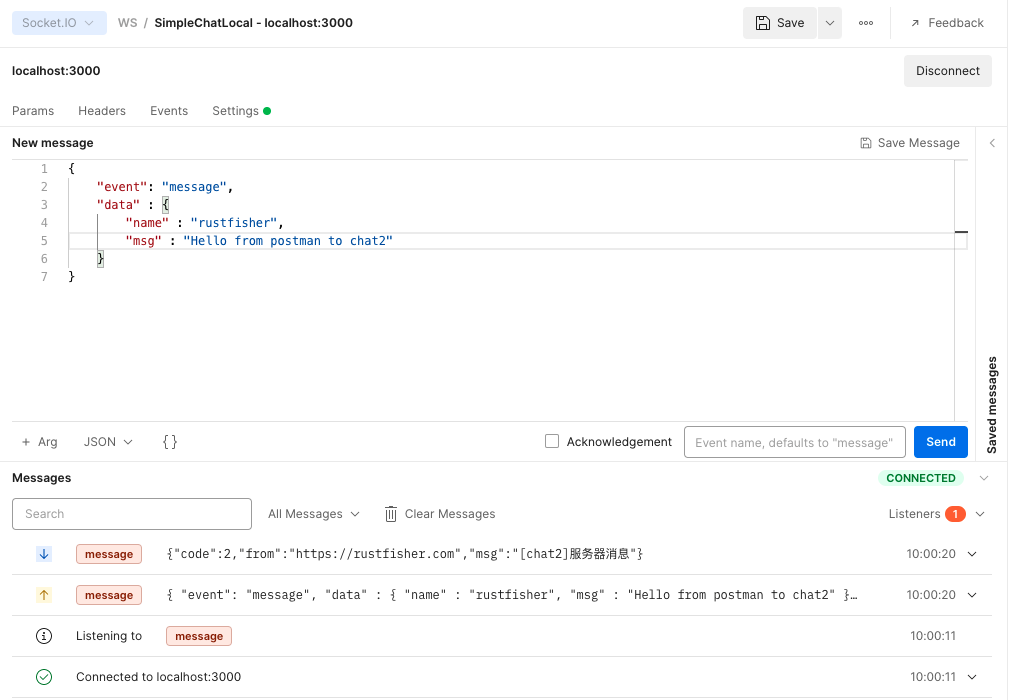 Socket.IO WS / SimpleChatLocal - localhost:3000 Save ooo Feedback
localhost:3000 Disconnect
Params Headers Events Settings
New message Save Message
1 {
2 "event": "message",
3 "data" : {
4 "name" : "rustfisher",
5 "msg" : "Hello from postman to chat2"
6 }
7 }
Saved messages
+ Arg JSON {} Acknowledgement Event name, defaults to "message" Send
Messages CONNECTED
Search All Messages Clear Messages Listeners 1
message {"code":2,"from":"https://rustfisher.com","msg":"[chat2]服务器消息"} 10:00:20
message { "event": "message", "data" : { "name" : "rustfisher", "msg" : "Hello from postman to chat2" }… 10:00:20
Listening to message 10:00:11
Connected to localhost:3000 10:00:11